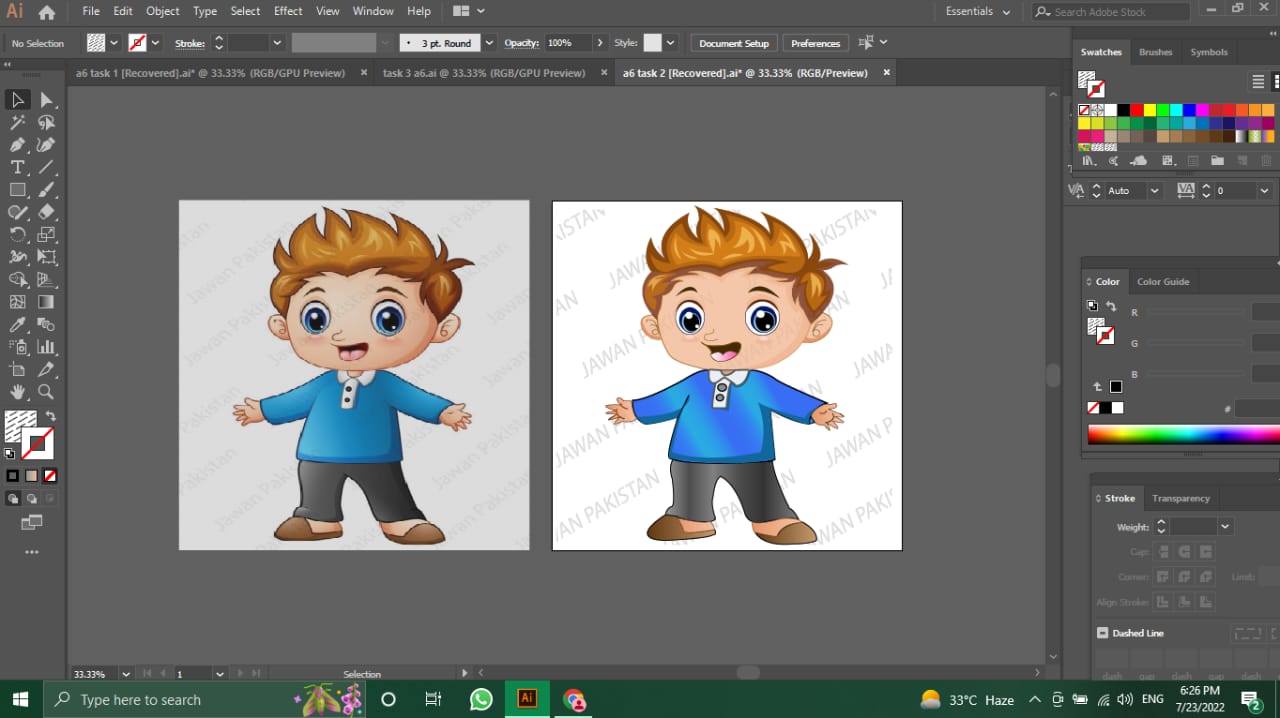 Ai File Edit Object Type Select Effect View Window Help Essentials Search Adobe Stock
No Selection Stroke: 3 pt. Round Opacity: 100% Style: Document Setup Preferences
a6 task 1 [Recovered].ai* @ 33.33% (RGB/GPU Preview) × task 3 a6.ai @ 33.33% (RGB/GPU Preview) × a6 task 2 [Recovered].ai* @ 33.33% (RGB/Preview) ×
Swatches Brushes Symbols
Auto 0
Color Color Guide
R
G
B
#
Stroke Transparency
Weight:
Cap:
Corner: Limit:
Align Stroke:
Dashed Line
dash gap dash gap dash
Jawan Pakistan
JAWAN PAKISTAN
JAWAN PAKISTAN
JAWAN PAKISTAN
33.33% 1 Selection
Type here to search Ai 33°C Haze ENG 6:26 PM
7/23/2022 2